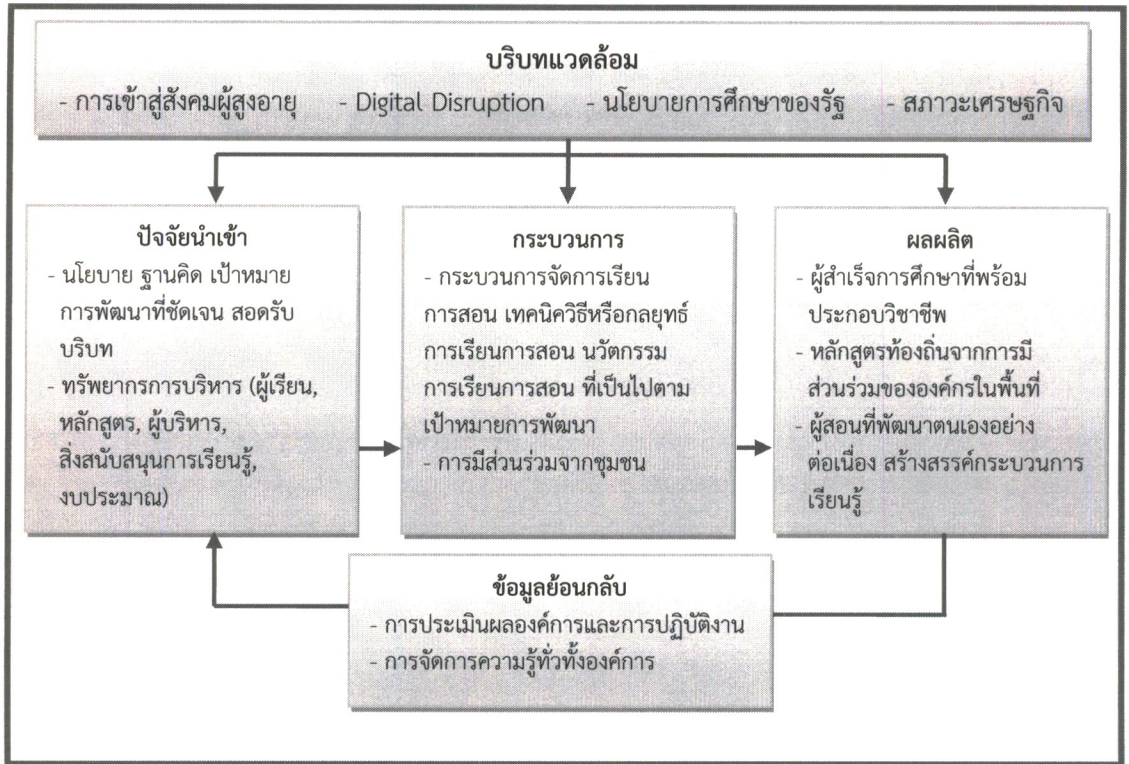 บริบทแวดล้อม
- การเข้าสู่สังคมผู้สูงอายุ - Digital Disruption - นโยบายการศึกษาของรัฐ - สภาวะเศรษฐกิจ
ปัจจัยนำเข้า
- นโยบาย ฐานคิด เป้าหมาย
การพัฒนาที่ชัดเจน สอดรับ
บริบท
- ทรัพยากรการบริหาร (ผู้เรียน,
หลักสูตร, ผู้บริหาร,
สิ่งสนับสนุนการเรียนรู้,
งบประมาณ)
กระบวนการ
- กระบวนการจัดการเรียน
การสอน เทคนิควิธีหรือกลยุทธ์
การเรียนการสอน นวัตกรรม
การเรียนการสอน ที่เป็นไปตาม
เป้าหมายการพัฒนา
- การมีส่วนร่วมจากชุมชน
ผลผลิต
- ผู้สำเร็จการศึกษาที่พร้อม
ประกอบวิชาชีพ
- หลักสูตรท้องถิ่นจากการมี
ส่วนร่วมขององค์กรในพื้นที่
- ผู้สอนที่พัฒนาตนเองอย่าง
ต่อเนื่อง สร้างสรรค์กระบวนการ
เรียนรู้
ข้อมูลย้อนกลับ
- การประเมินผลองค์การและการปฏิบัติงาน
- การจัดการความรู้ทั่วทั้งองค์การ